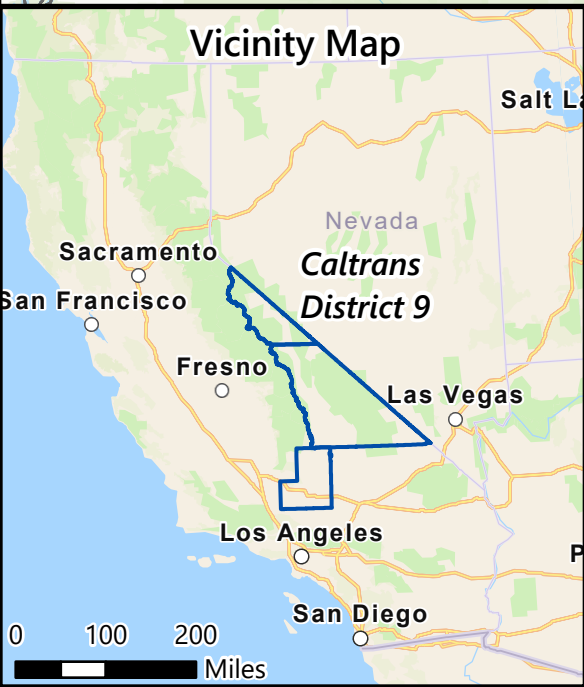 Vicinity Map
Salt La
Nevada
Sacramento
Caltrans
District 9
San Francisco
Fresno
Las Vegas
Los Angeles
P
San Diego
0 100 200
Miles